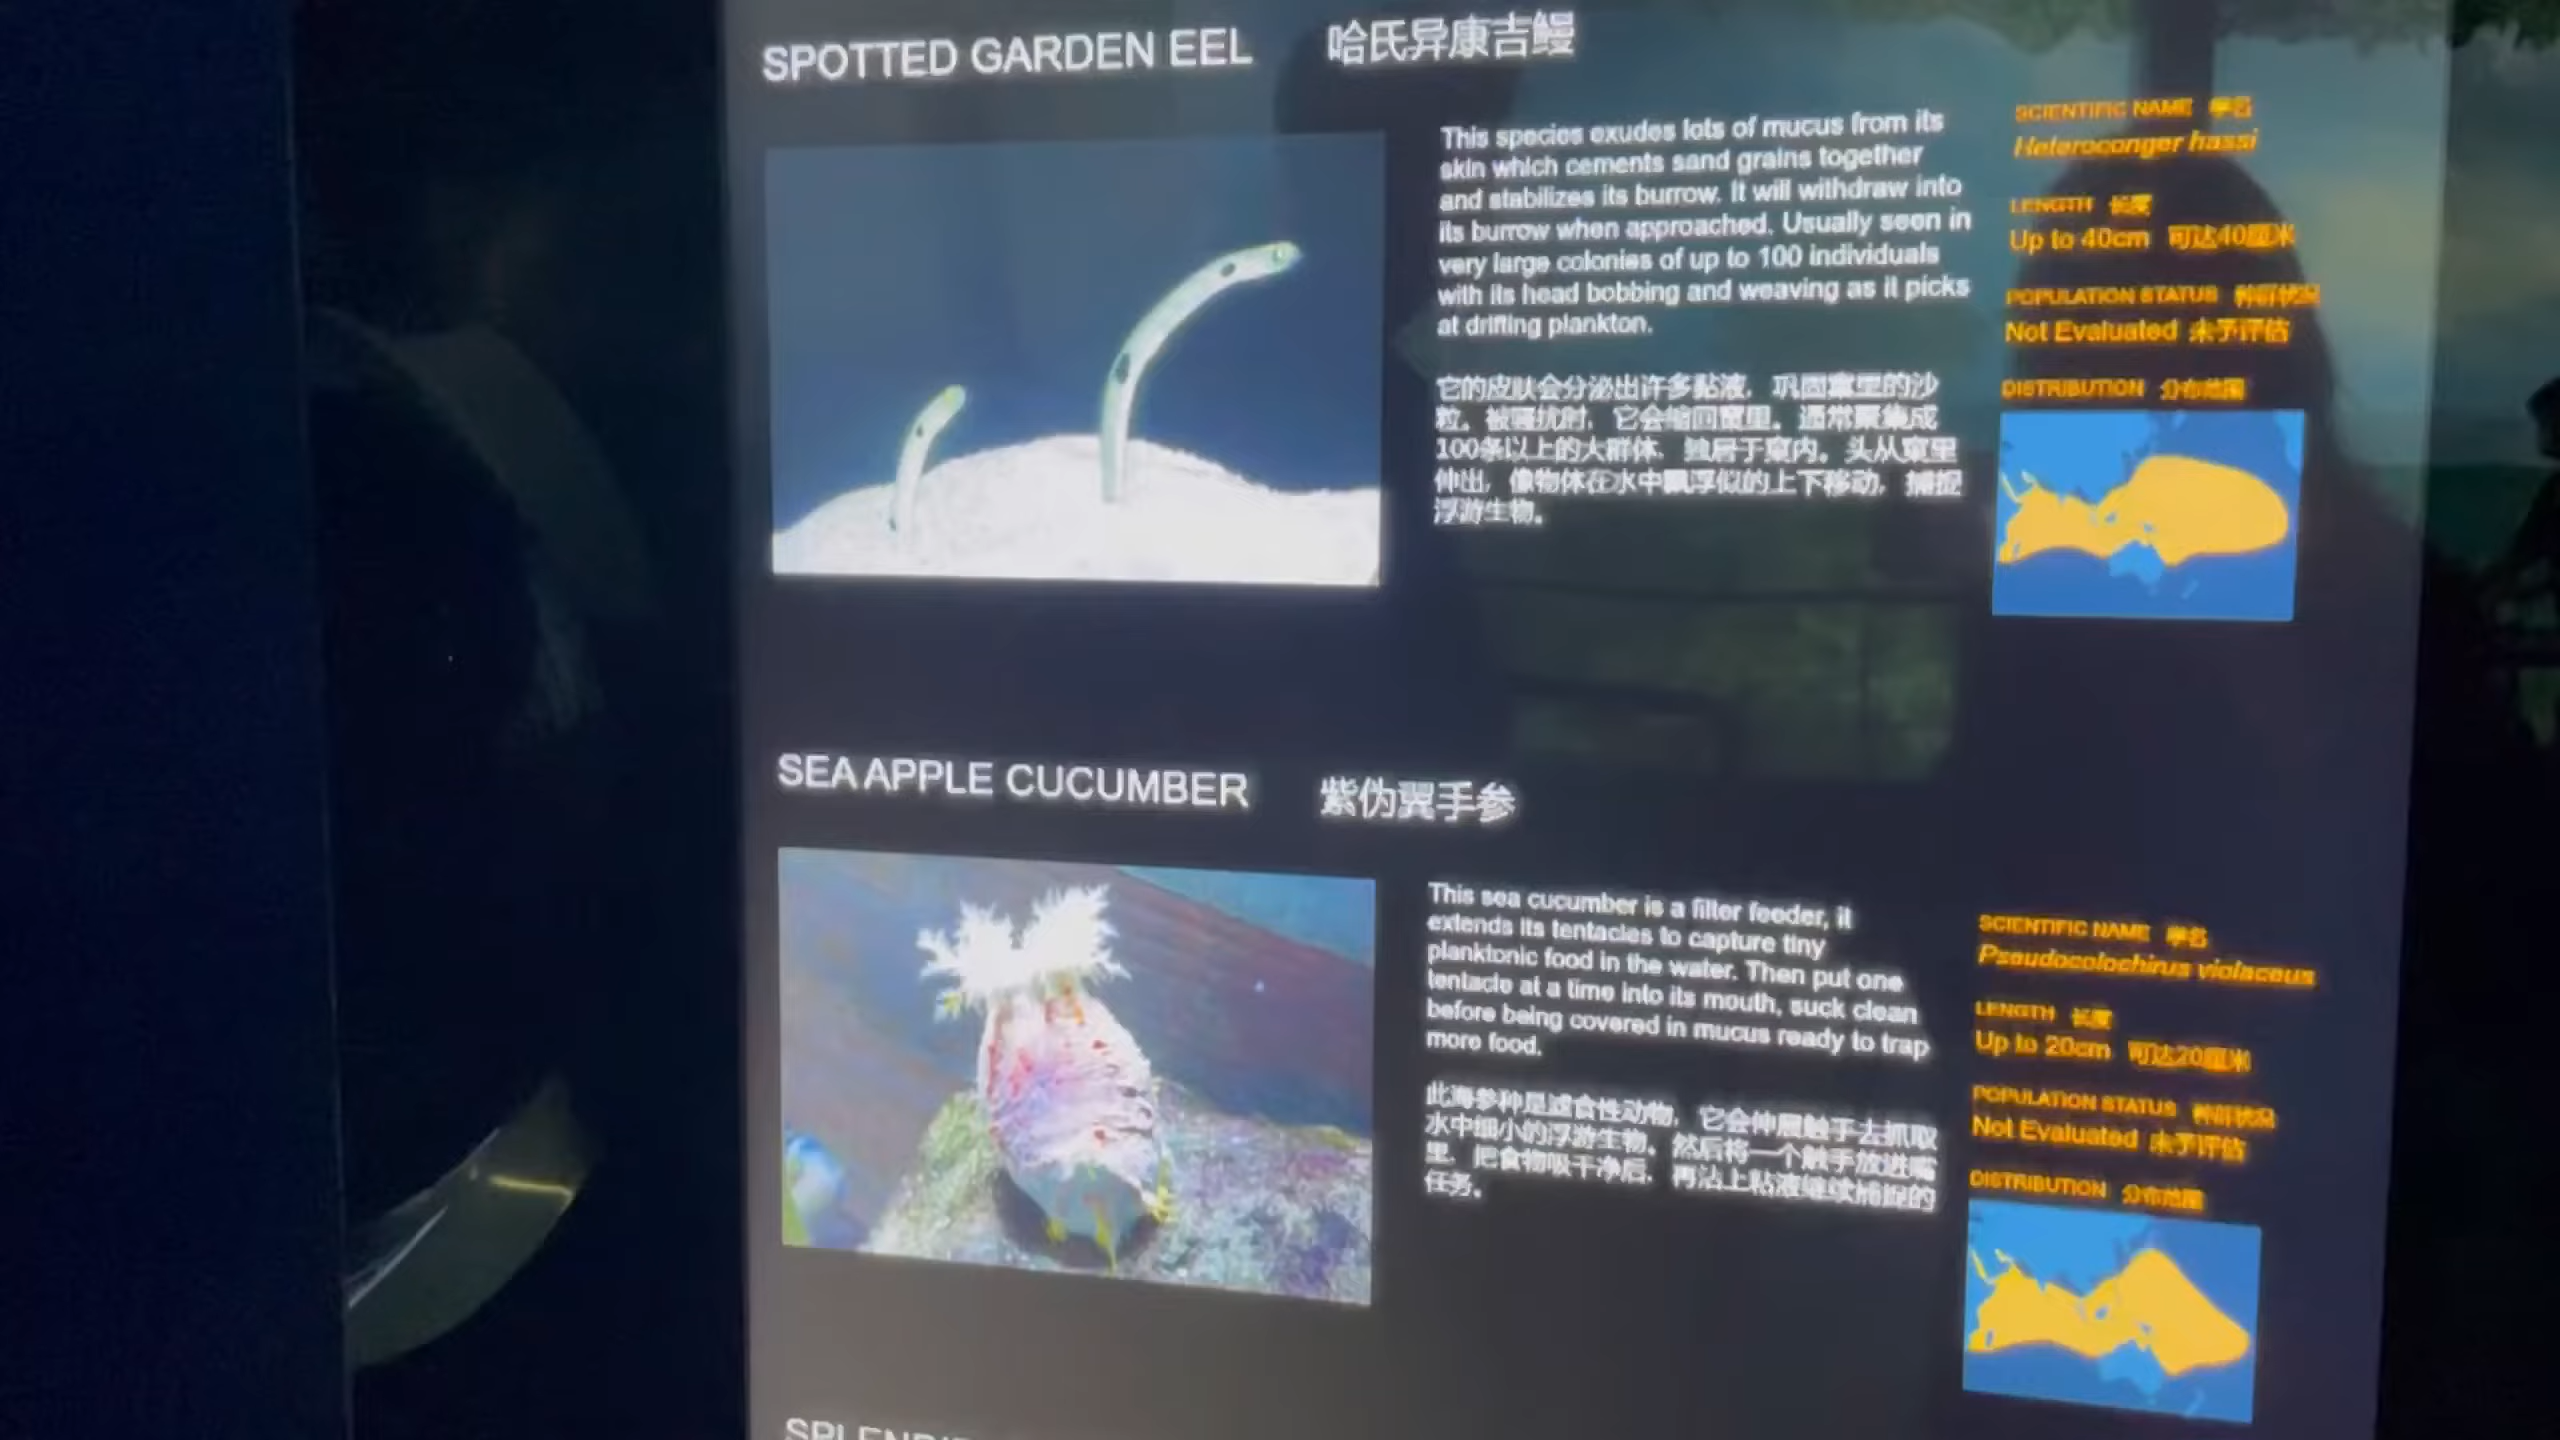 SPOTTED GARDEN EEL 哈氏异康吉鳗
This species exudes lots of mucus from its
skin which cements sand grains together
and stabilizes its burrow. It will withdraw into
its burrow when approached. Usually seen in
very large colonies of up to 100 individuals
with its head bobbing and weaving as it picks
at drifting plankton.
它的皮肤会分泌出许多黏液，巩固窝里的沙
粒。被骚扰时，它会缩回窝里。通常聚集成
100条以上的大群体，独居于窝内。头从窝里
伸出，像物体在水中飘浮似的上下移动，捕捉
浮游生物。
SCIENTIFIC NAME 学名
Heteroconger hassi
LENGTH 长度
Up to 40cm 可达40厘米
POPULATION STATUS 种群状况
Not Evaluated 未予评估
DISTRIBUTION 分布范围
SEA APPLE CUCUMBER 紫伪翼手参
This sea cucumber is a filter feeder, it
extends its tentacles to capture tiny
planktonic food in the water. Then put one
tentacle at a time into its mouth, suck clean
before being covered in mucus ready to trap
more food.
此海参种是滤食性动物，它会伸展触手去抓取
水中细小的浮游生物。然后将一个触手放进嘴
里，把食物吸干净后，再沾上粘液继续捕捉的
任务。
SCIENTIFIC NAME 学名
Pseudocolochirus violaceus
LENGTH 长度
Up to 20cm 可达20厘米
POPULATION STATUS 种群状况
Not Evaluated 未予评估
DISTRIBUTION 分布范围